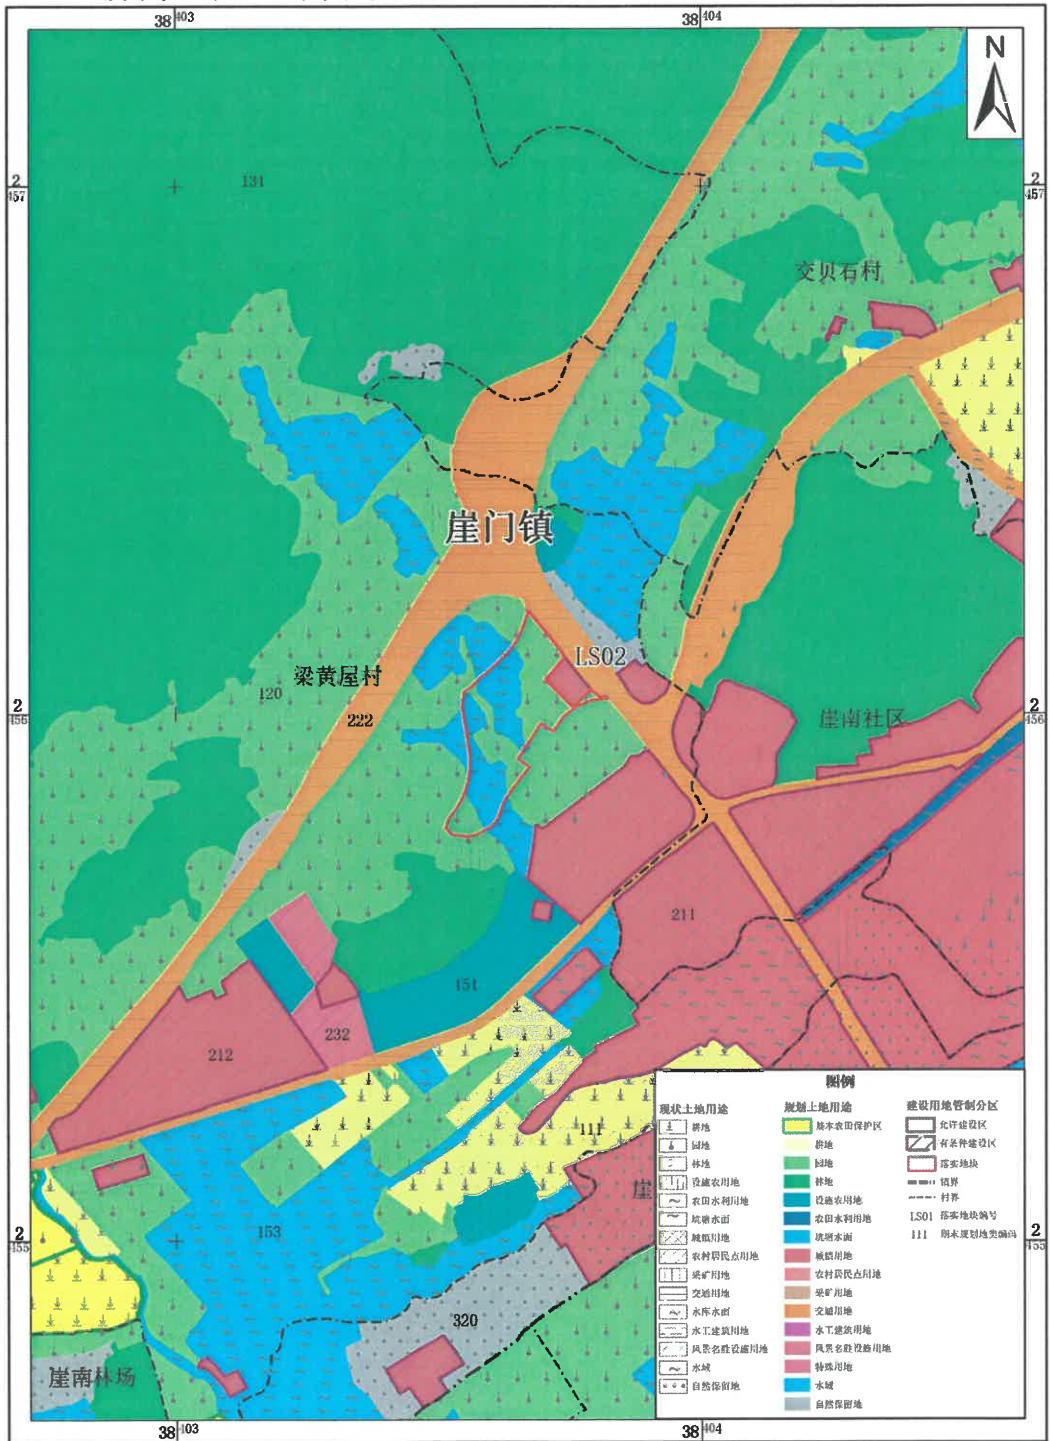 38 403
38 404
N
2
457
2
457
131
交贝石村
崖门镇
LS02
梁黄屋村
120
222
2
456
2
456
崖南社区
211
151
232
212
111
崖
153
2
455
2
455
320
崖南林场
图例
现状土地用途
耕地
园地
林地
设施农用地
农田水利用地
坑塘水面
城镇用地
农村居民点用地
采矿用地
交通用地
水库水面
水工建筑用地
风景名胜设施用地
水域
自然保留地
规划土地用途
基本农田保护区
耕地
园地
林地
设施农用地
农田水利用地
坑塘水面
城镇用地
农村居民点用地
采矿用地
交通用地
水工建筑用地
风景名胜设施用地
特殊用地
水域
自然保留地
建设用地管制分区
允许建设区
有条件建设区
落实地块
镇界
村界
LS01 落实地块编号
111 期末规划地类编码
38 403
38 404